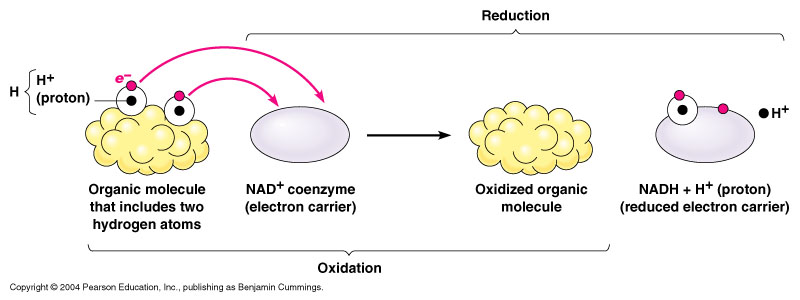 Reduction
e–
H
H+
(proton)
H+
Organic molecule
that includes two
hydrogen atoms
NAD+ coenzyme
(electron carrier)
Oxidized organic
molecule
NADH + H+ (proton)
(reduced electron carrier)
Oxidation
Copyright © 2004 Pearson Education, Inc., publishing as Benjamin Cummings.